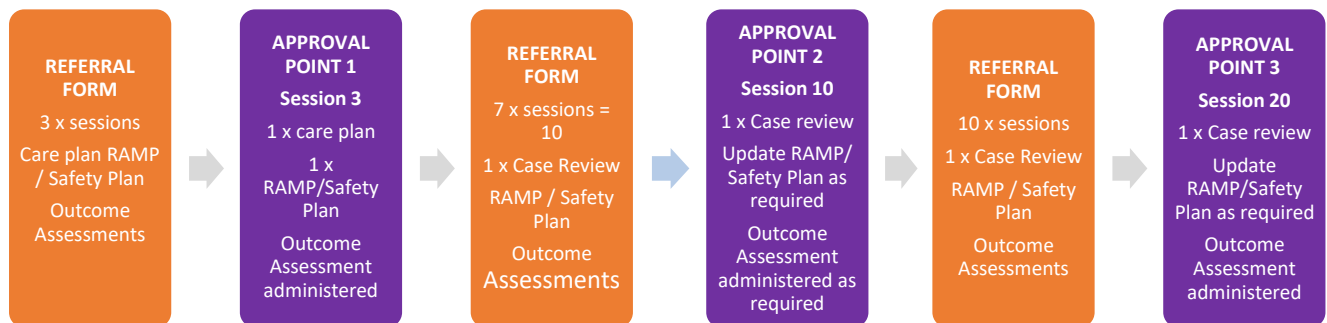 REFERRAL
FORM
3 x sessions
Care plan RAMP
/ Safety Plan
Outcome
Assessments
APPROVAL
POINT 1
Session 3
1 x care plan
1 x
RAMP/Safety
Plan
Outcome
Assessment
administered
REFERRAL
FORM
7 x sessions =
10
1 x Case Review
RAMP / Safety
Plan
Outcome
Assessments
APPROVAL
POINT 2
Session 10
1 x Case review
Update RAMP/
Safety Plan as
required
Outcome
Assessment
administered as
required
REFERRAL
FORM
10 x sessions
1 x Case Review
RAMP / Safety
Plan
Outcome
Assessments
APPROVAL
POINT 3
Session 20
1 x Case review
Update
RAMP/Safety
Plan as required
Outcome
Assessment
administered